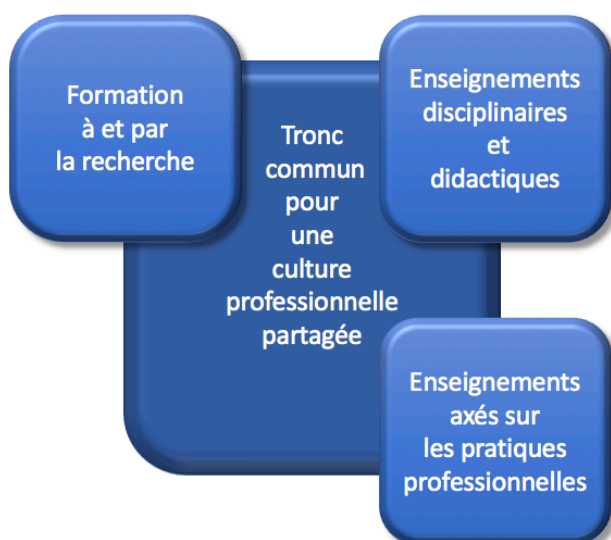 Formation
à et par
la recherche
Tronc
commun
pour
une
culture
professionnelle
partagée
Enseignements
disciplinaires
et
didactiques
Enseignements
axés sur
les pratiques
professionnelles